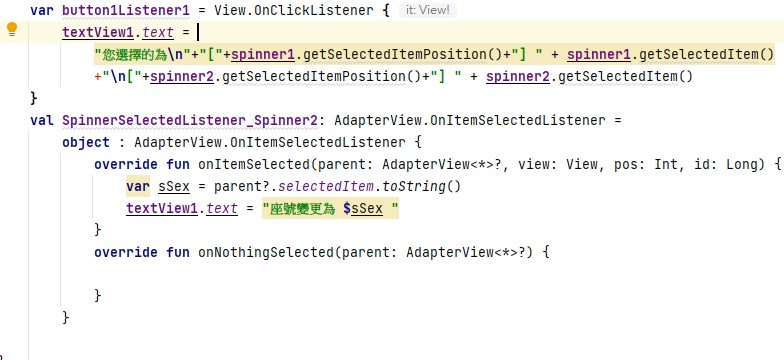 var button1Listener1 = View.OnClickListener { it: View!
textView1.text =
"您選擇的為\n"+"["+spinner1.getSelectedItemPosition()+"] " + spinner1.getSelectedItem()
+"\n["+spinner2.getSelectedItemPosition()+"] " + spinner2.getSelectedItem()
}
val SpinnerSelectedListener_Spinner2: AdapterView.OnItemSelectedListener =
object : AdapterView.OnItemSelectedListener {
override fun onItemSelected(parent: AdapterView<*>?, view: View, pos: Int, id: Long) {
var sSex = parent?.selectedItem.toString()
textView1.text = "座號變更為 $sSex "
}
override fun onNothingSelected(parent: AdapterView<*>?) {
}
}